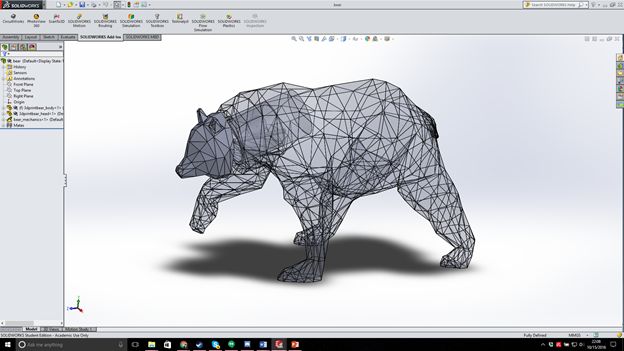 SOLIDWORKS
bear
Search SOLIDWORKS Help
CircuitWorks
PhotoView 360
ScanTo3D
SOLIDWORKS Motion
SOLIDWORKS Routing
SOLIDWORKS Simulation
SOLIDWORKS Toolbox
TolAnalyst
SOLIDWORKS Flow Simulation
SOLIDWORKS Plastics
SOLIDWORKS Inspection
Assembly Layout Sketch Evaluate SOLIDWORKS Add-Ins SOLIDWORKS MBD
bear (Default<Display State-
History
Sensors
Annotations
Front Plane
Top Plane
Right Plane
Origin
(f) 3dprintbear_body<1>
3dprintbear_head<1>
bear_mechanics<1> (Default
Mates
Model 3D Views Motion Study 1
SOLIDWORKS Student Edition - Academic Use Only
Fully Defined
MMGS
Ask me anything
22:08
10/15/2016